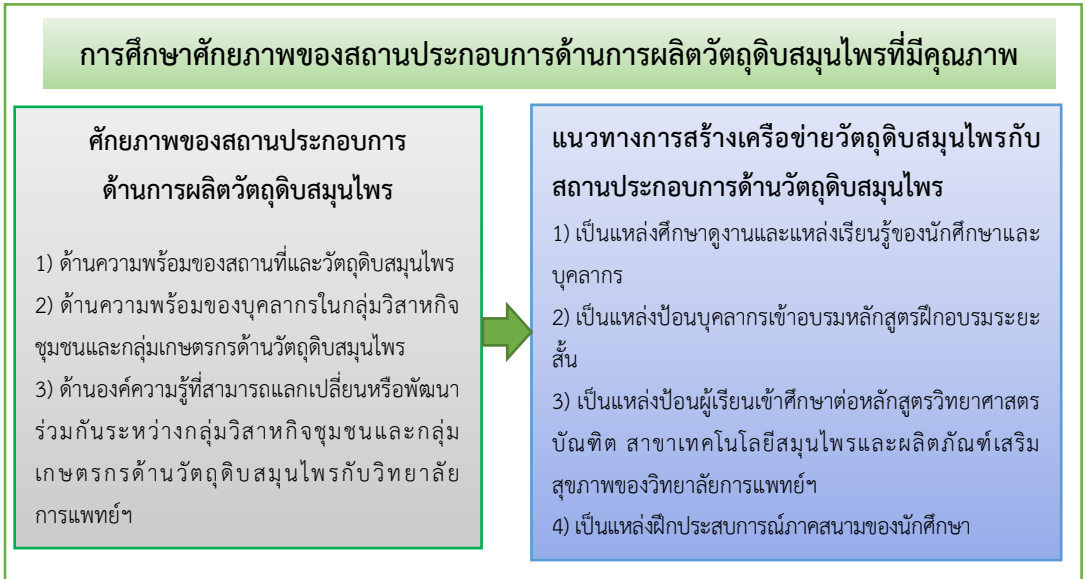 การศึกษาศักยภาพของสถานประกอบการด้านการผลิตวัตถุดิบสมุนไพรที่มีคุณภาพ
ศักยภาพของสถานประกอบการ
ด้านการผลิตวัตถุดิบสมุนไพร
1) ด้านความพร้อมของสถานที่และวัตถุดิบสมุนไพร
2) ด้านความพร้อมของบุคลากรในกลุ่มวิสาหกิจ
ชุมชนและกลุ่มเกษตรกรด้านวัตถุดิบสมุนไพร
3) ด้านองค์ความรู้ที่สามารถแลกเปลี่ยนหรือพัฒนา
ร่วมกันระหว่างกลุ่มวิสาหกิจชุมชนและกลุ่ม
เกษตรกรด้านวัตถุดิบสมุนไพรกับวิทยาลัย
การแพทย์ฯ
แนวทางการสร้างเครือข่ายวัตถุดิบสมุนไพรกับ
สถานประกอบการด้านวัตถุดิบสมุนไพร
1) เป็นแหล่งศึกษาดูงานและแหล่งเรียนรู้ของนักศึกษาและ
บุคลากร
2) เป็นแหล่งป้อนบุคลากรเข้าอบรมหลักสูตรฝึกอบรมระยะ
สั้น
3) เป็นแหล่งป้อนผู้เรียนเข้าศึกษาต่อหลักสูตรวิทยาศาสตร
บัณฑิต สาขาเทคโนโลยีสมุนไพรและผลิตภัณฑ์เสริม
สุขภาพของวิทยาลัยการแพทย์ฯ
4) เป็นแหล่งฝึกประสบการณ์ภาคสนามของนักศึกษา